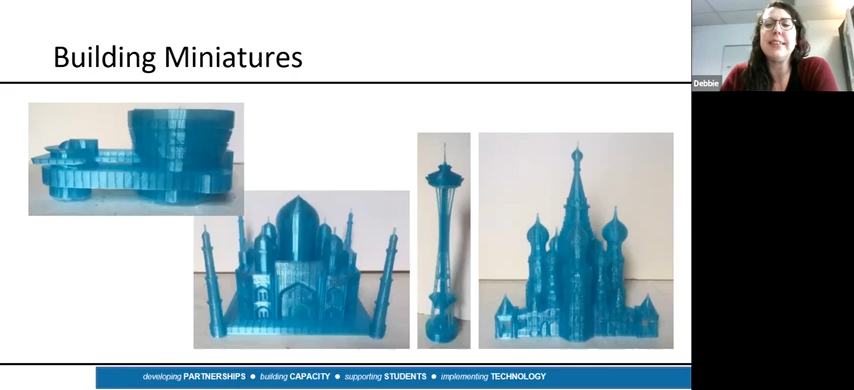 Building Miniatures
Debbie
developing PARTNERSHIPS ● building CAPACITY ● supporting STUDENTS ● implementing TECHNOLOGY